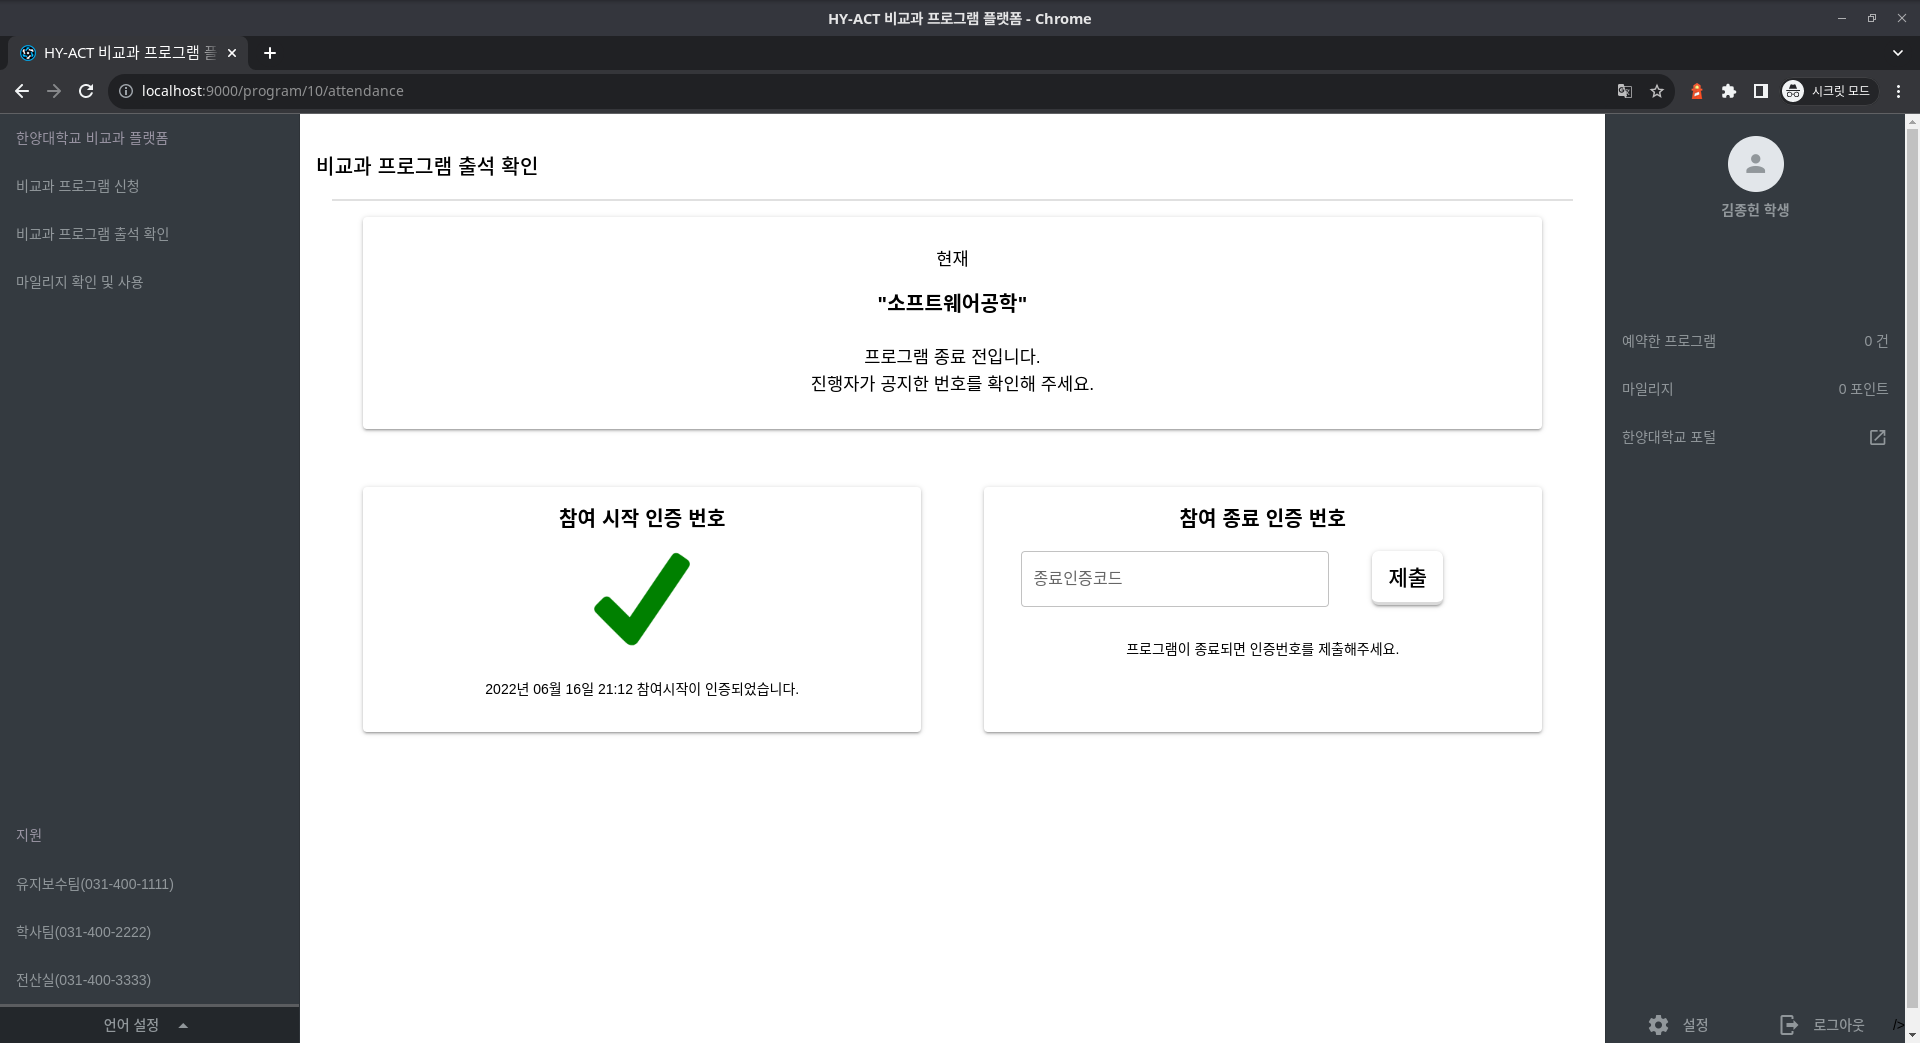 HY-ACT 비교과 프로그램 플랫폼 - Chrome
HY-ACT 비교과 프로그램 플
localhost:9000/program/10/attendance
시크릿 모드
한양대학교 비교과 플랫폼
비교과 프로그램 신청
비교과 프로그램 출석 확인
마일리지 확인 및 사용
지원
유지보수팀(031-400-1111)
학사팀(031-400-2222)
전산실(031-400-3333)
언어 설정
비교과 프로그램 출석 확인
현재
"소프트웨어공학"
프로그램 종료 전입니다.
진행자가 공지한 번호를 확인해 주세요.
참여 시작 인증 번호
2022년 06월 16일 21:12 참여시작이 인증되었습니다.
참여 종료 인증 번호
종료인증코드
제출
프로그램이 종료되면 인증번호를 제출해주세요.
김종헌 학생
예약한 프로그램 0 건
마일리지 0 포인트
한양대학교 포털
설정 로그아웃 />